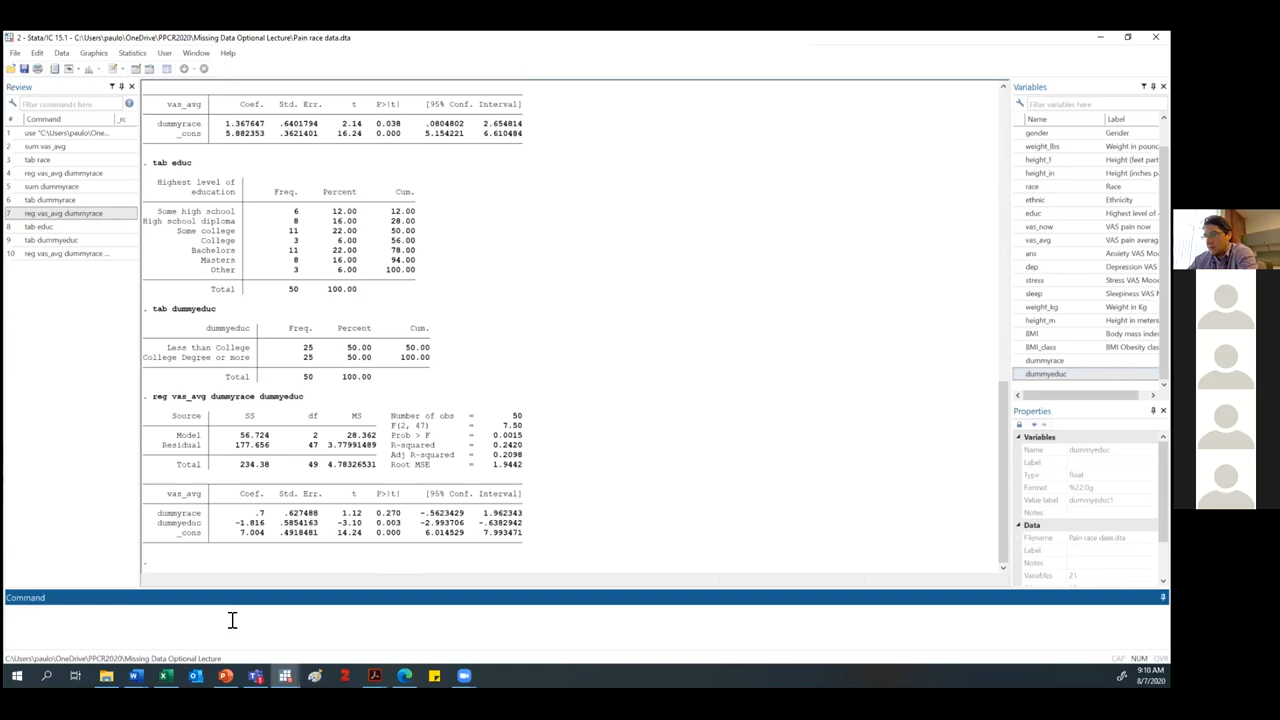 2 - Stata/IC 15.1 - C:\Users\paulo\OneDrive\PPCR2020\Missing Data Optional Lecture\Pain race data.dta
File Edit Data Graphics Statistics User Window Help
Review
Filter commands here
# Command _rc
1 use "C:\Users\paulo\One...
2 sum vas_avg
3 tab race
4 reg vas_avg dummyrace
5 sum dummyrace
6 tab dummyrace
7 reg vas_avg dummyrace
8 tab educ
9 tab dummyeduc
10 reg vas_avg dummyrace ...
vas_avg Coef. Std. Err. t P>|t| [95% Conf. Interval]
dummyrace 1.367647 .6401794 2.14 0.038 .0804802 2.654814
_cons 5.882353 .3621401 16.24 0.000 5.154221 6.610484
. tab educ
Highest level of
education Freq. Percent Cum.
Some high school 6 12.00 12.00
High school diploma 8 16.00 28.00
Some college 11 22.00 50.00
College 3 6.00 56.00
Bachelors 11 22.00 78.00
Masters 8 16.00 94.00
Other 3 6.00 100.00
Total 50 100.00
. tab dummyeduc
dummyeduc Freq. Percent Cum.
Less than College 25 50.00 50.00
College Degree or more 25 50.00 100.00
Total 50 100.00
. reg vas_avg dummyrace dummyeduc
Source SS df MS Number of obs = 50
F(2, 47) = 7.50
Model 56.724 2 28.362 Prob > F = 0.0015
Residual 177.656 47 3.77991489 R-squared = 0.2420
Adj R-squared = 0.2098
Total 234.38 49 4.78326531 Root MSE = 1.9442
vas_avg Coef. Std. Err. t P>|t| [95% Conf. Interval]
dummyrace .7 .627488 1.12 0.270 -.5623429 1.962343
dummyeduc -1.816 .5854163 -3.10 0.003 -2.993706 -.6382942
_cons 7.004 .4918481 14.24 0.000 6.014529 7.993471
.
Command
C:\Users\paulo\OneDrive\PPCR2020\Missing Data Optional Lecture
CAP NUM OVR
Variables
Filter variables here
Name Label
gender Gender
weight_lbs Weight in pounc
height_f Height (feet part
height_in Height (inches p
race Race
ethnic Ethnicity
educ Highest level of
vas_now VAS pain now
vas_avg VAS pain averag
ans Anxiety VAS Mo
dep Depression VAS
stress Stress VAS Mood
sleep Sleepiness VAS M
weight_kg Weight in Kg
height_m Height in meters
BMI Body mass index
BMI_class BMI Obesity clas
dummyrace
dummyeduc
Properties
Variables
Name dummyeduc
Label
Type float
Format %22.0g
Value label dummyeduc1
Notes
Data
Filename Pain race data.dta
Label
Notes
Variables 21
9:10 AM
8/7/2020